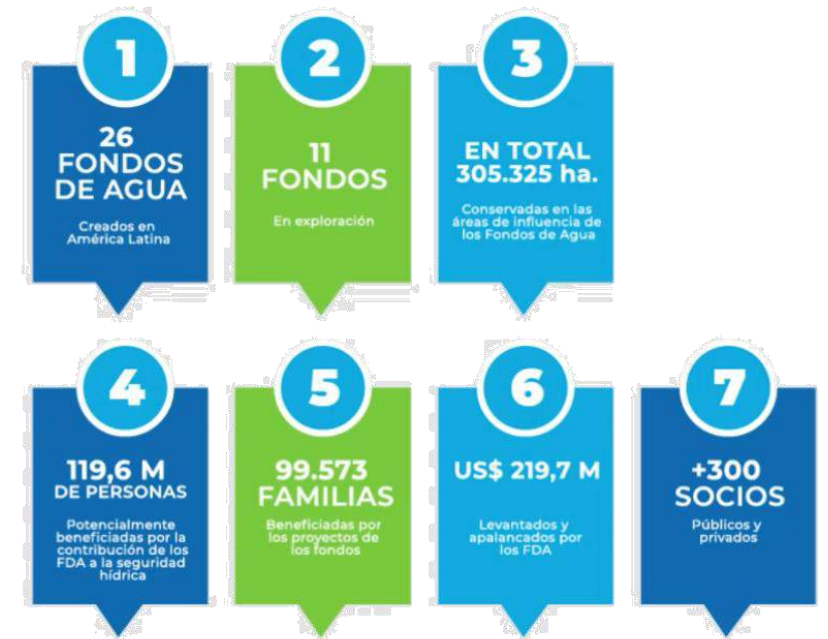 1
26
FONDOS
DE AGUA
Creados en
América Latina
2
11
FONDOS
En exploración
3
EN TOTAL
305.325 ha.
Conservadas en las
áreas de influencia de
los Fondos de Agua
4
119,6 M
DE PERSONAS
Potencialmente
beneficiadas por la
contribución de los
FDA a la seguridad
hídrica
5
99.573
FAMILIAS
Beneficiadas por
los proyectos de
los fondos
6
US$ 219,7 M
Levantados y
apalancados por
los FDA
7
+300
SOCIOS
Públicos y
privados